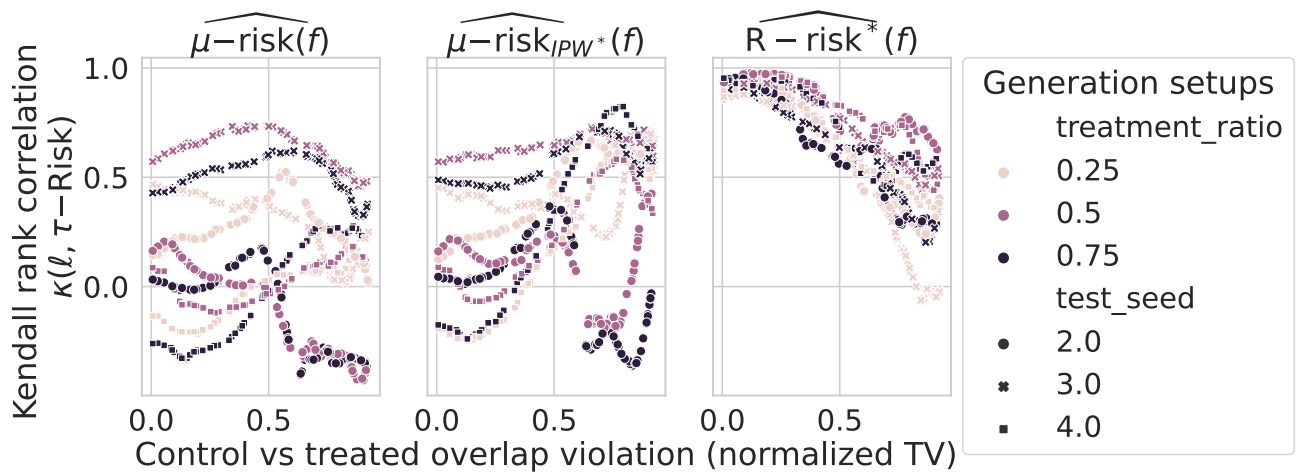 μ−risk(f)
μ−risk_IPW*(f)
R − risk*(f)
Kendall rank correlation
κ(ℓ, τ−Risk)
1.0
0.5
0.0
0.0 0.5
0.0 0.5
0.0 0.5
Control vs treated overlap violation (normalized TV)
Generation setups
treatment_ratio
0.25
0.5
0.75
test_seed
2.0
3.0
4.0